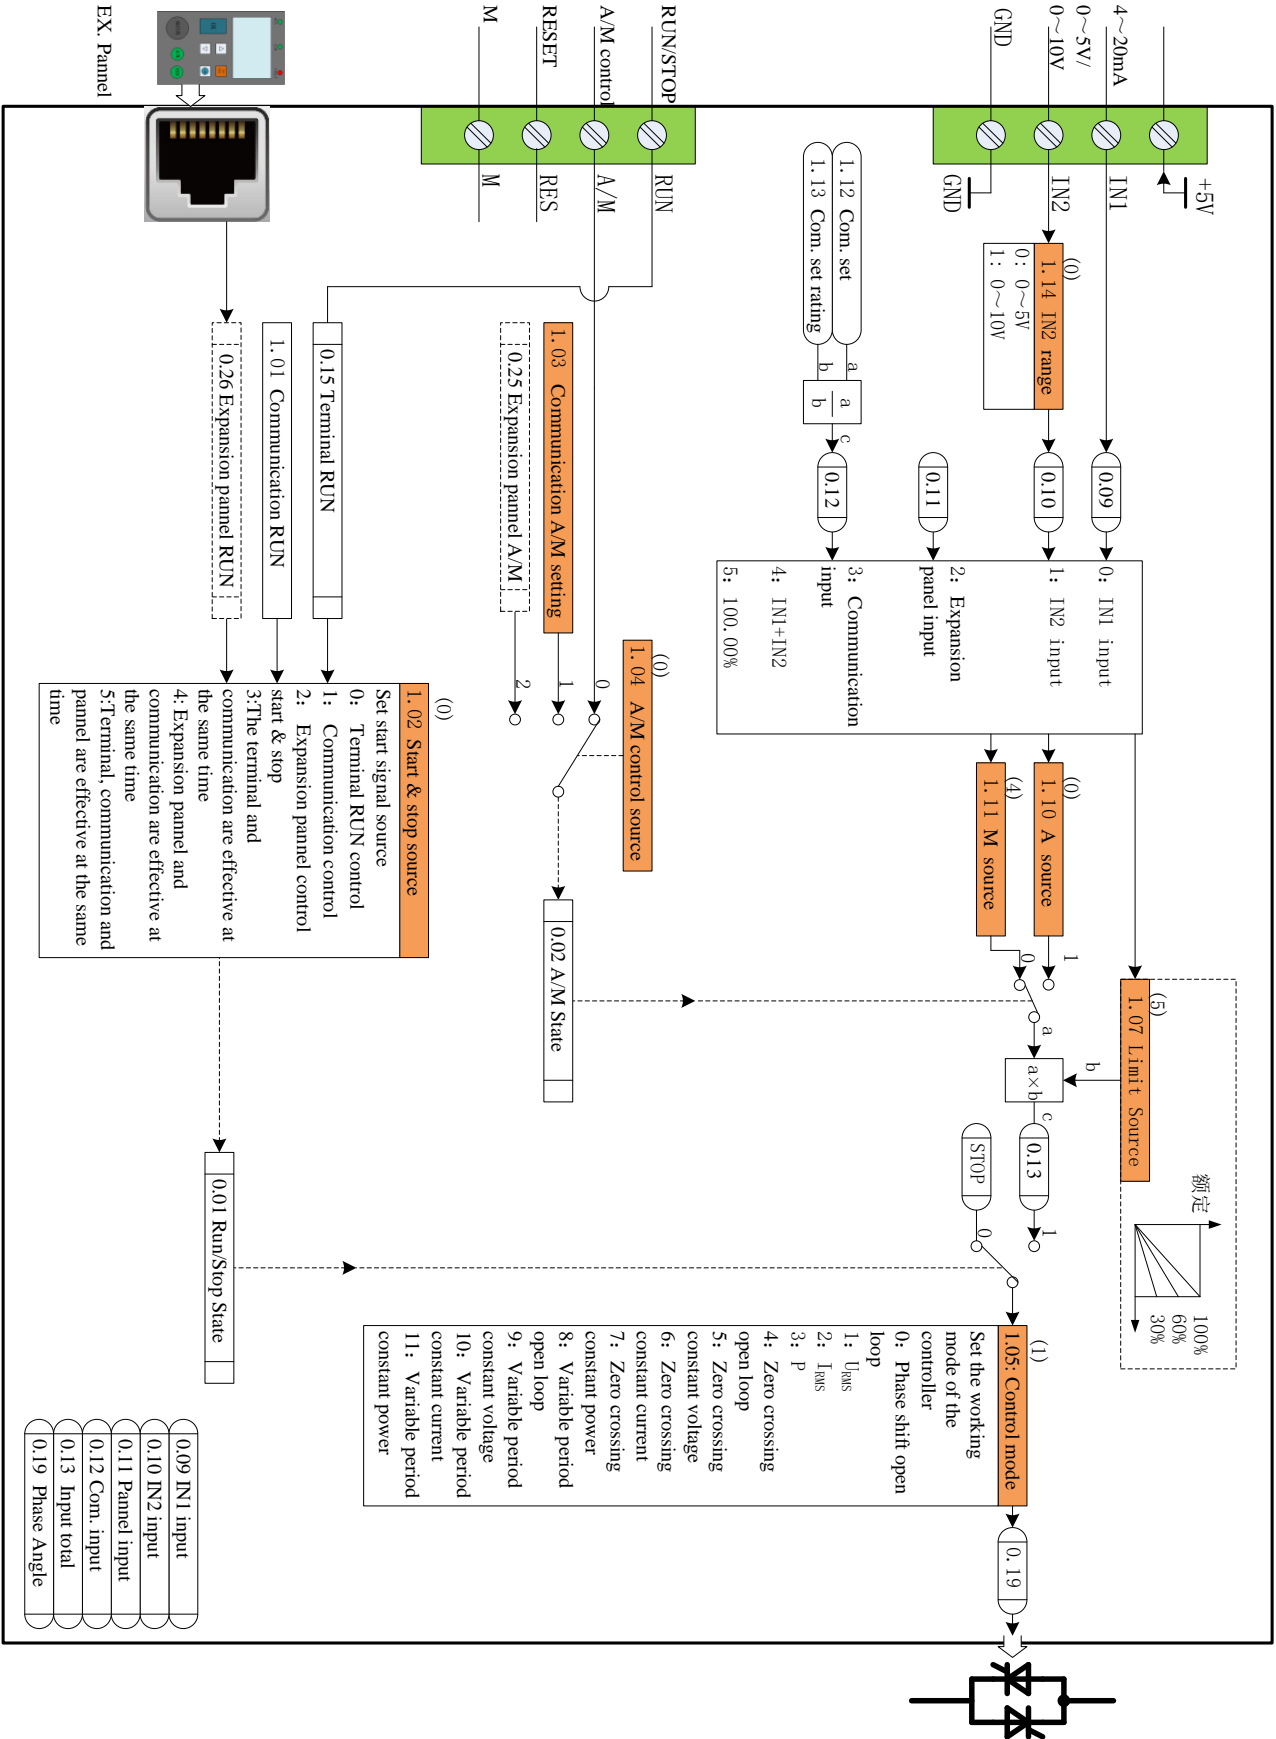 +5V
4～20mA
IN1
0～5V/
0～10V
IN2
GND
GND
(0)
1.14 IN2 range
0: 0～5V
1: 0～10V
1.12 Com. set
1.13 Com. set rating
a
b
a
b
c
0.09
0.10
0.11
0.12
0: IN1 input
1: IN2 input
2: Expansion
panel input
3: Communication
input
4: IN1+IN2
5: 100.00%
(0)
1.10 A source
(4)
1.11 M source
1
0
a
(5)
1.07 Limit Source
额定
100%
60%
30%
b
a×b
c
0.13
STOP
1
0
(1)
1.05: Control mode
Set the working
mode of the
controller
0: Phase shift open
loop
1: URMS
2: IRMS
3: P
4: Zero crossing
open loop
5: Zero crossing
constant voltage
6: Zero crossing
constant current
7: Zero crossing
constant power
8: Variable period
open loop
9: Variable period
constant voltage
10: Variable period
constant current
11: Variable period
constant power
0.19
RUN/STOP
RUN
A/M control
A/M
RESET
RES
M
M
(0)
1.04 A/M control source
1.03 Communication A/M setting
0.25 Expansion pannel A/M
0
1
2
0.02 A/M State
EX. Pannel
0.15 Terminal RUN
1.01 Communication RUN
0.26 Expansion pannel RUN
(0)
1.02 Start & stop source
Set start signal source
0: Terminal RUN control
1: Communication control
2: Expansion pannel control
start & stop
3:The terminal and
communication are effective at
the same time
4: Expansion pannel and
communication are effective at
the same time
5:Terminal, communication and
pannel are effective at the same
time
0.01 Run/Stop State
0.09 IN1 input
0.10 IN2 input
0.11 Pannel input
0.12 Com. input
0.13 Input total
0.19 Phase Angle